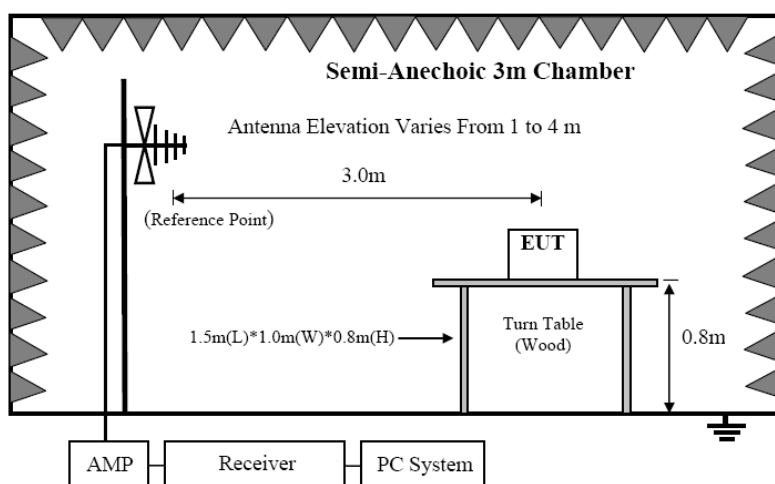 Semi-Anechoic 3m Chamber
Antenna Elevation Varies From 1 to 4 m
3.0m
(Reference Point)
EUT
1.5m(L)*1.0m(W)*0.8m(H)
Turn Table
(Wood)
0.8m
AMP
Receiver
PC System